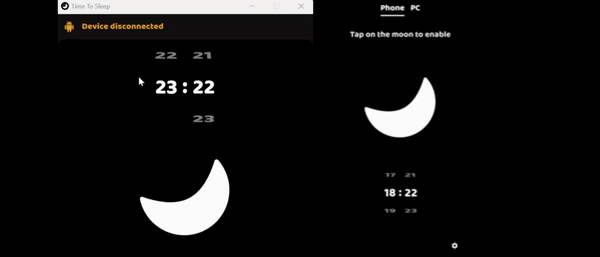 Time To Sleep
Device disconnected
22 21
23 : 22
23
Phone PC
Tap on the moon to enable
17 21
18 : 22
19 23